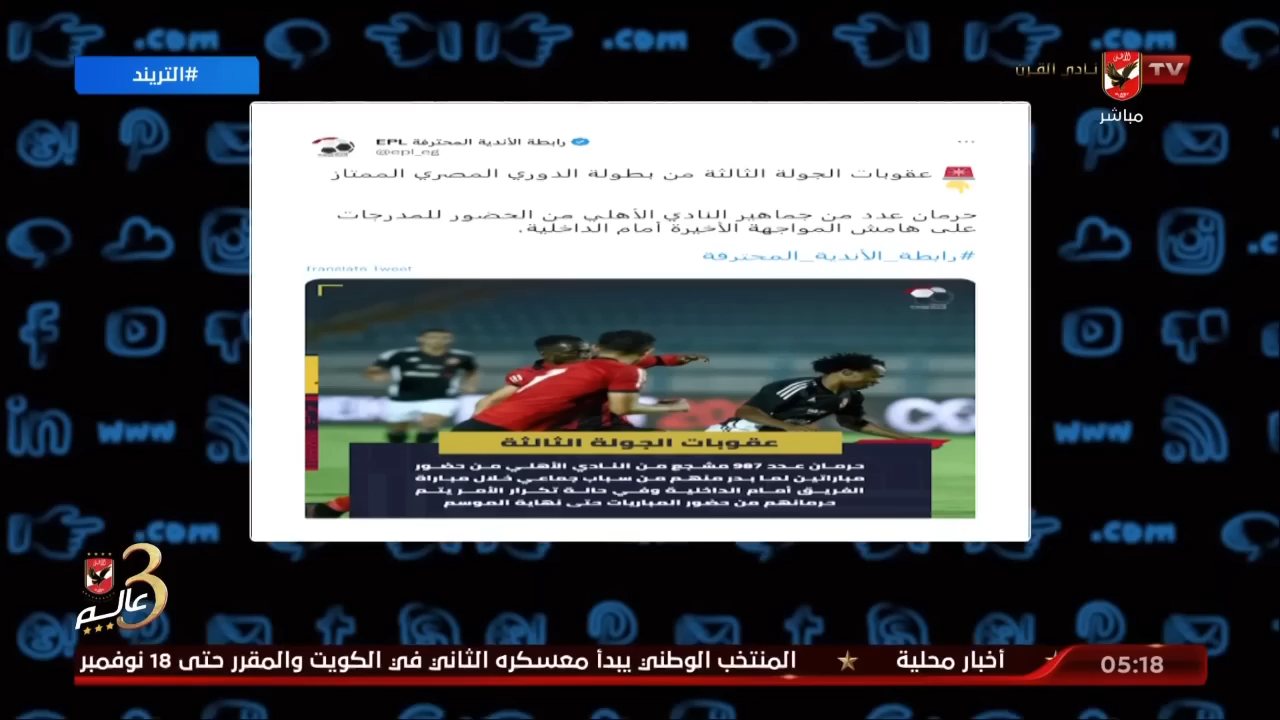 #التريند
نادي القرن
TV
مباشر
رابطة الأندية المحترفة EPL
@epl_eg
عقوبات الجولة الثالثة من بطولة الدوري المصري الممتاز
حرمان عدد من جماهير النادي الأهلي من الحضور للمدرجات
على هامش المواجهة الأخيرة أمام الداخلية.
#رابطة_الأندية_المحترفة
Translate Tweet
عقوبات الجولة الثالثة
حرمان عدد 987 مشجع من النادي الأهلي من حضور
مباراتين لما بدر منهم من سباب جماعي خلال مباراة
الفريق أمام الداخلية وفي حالة تكرار الأمر يتم
حرمانهم من حضور المباريات حتى نهاية الموسم
3 عالم
أخبار محلية ★ المنتخب الوطني يبدأ معسكره الثاني في الكويت والمقرر حتى 18 نوفمبر
05:18